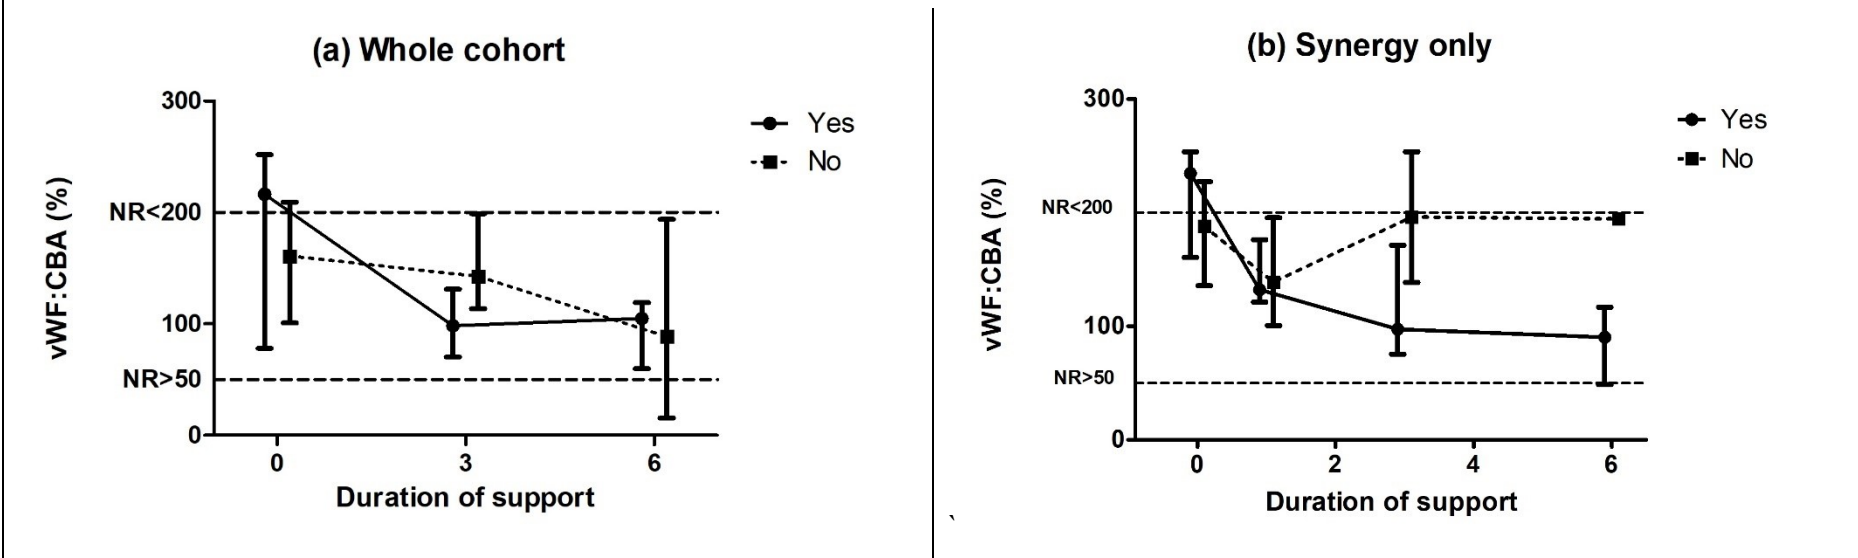 (a) Whole cohort
300
NR<200
100
NR>50
0
vWF:CBA (%)
0 3 6
Duration of support
Yes
No
(b) Synergy only
300
NR<200
100
NR>50
0
vWF:CBA (%)
0 2 4 6
Duration of support
Yes
No
`